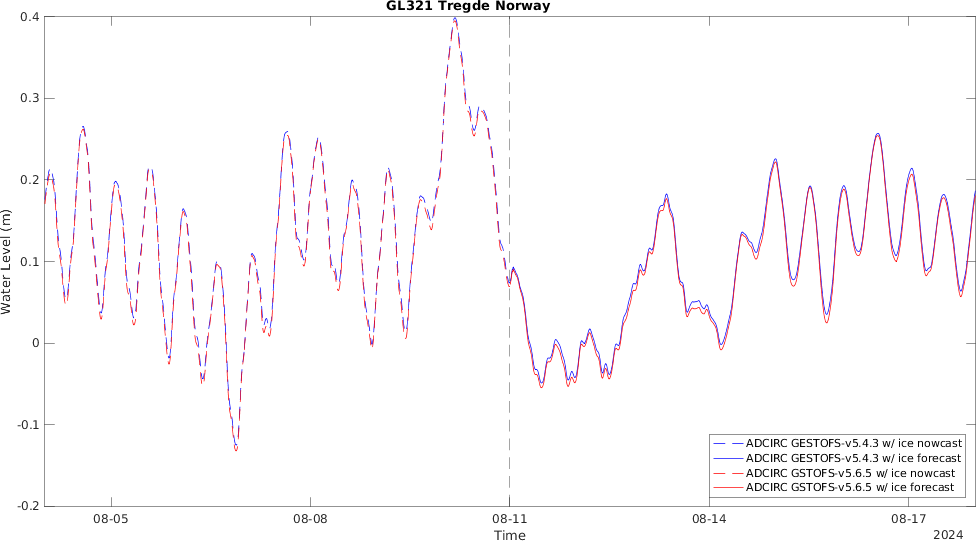 GL321 Tregde Norway
Water Level (m)
0.4
0.3
0.2
0.1
0
-0.1
-0.2
08-05
08-08
08-11
08-14
08-17
Time
2024
ADCIRC GESTOFS-v5.4.3 w/ ice nowcast
ADCIRC GESTOFS-v5.4.3 w/ ice forecast
ADCIRC GSTOFS-v5.6.5 w/ ice nowcast
ADCIRC GSTOFS-v5.6.5 w/ ice forecast